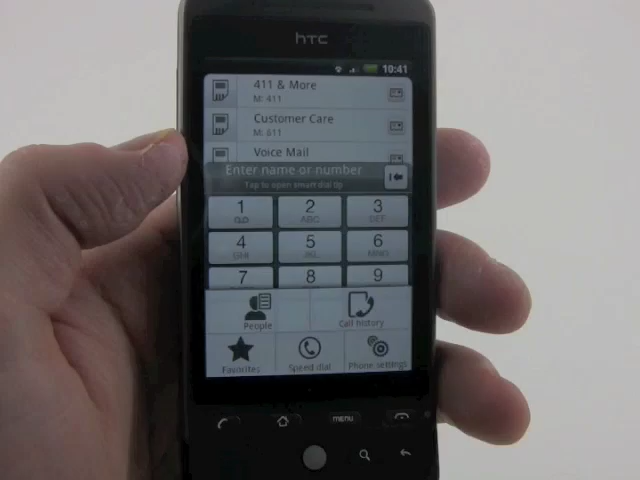 hTC
10:41
411 & More
M: 411
Customer Care
M: 611
Voice Mail
Enter name or number
Tap to open smart dial tip
1 2 3
ABC DEF
4 5 6
GHI JKL MNO
7 8 9
People Call history
Favorites Speed dial Phone settings
MENU